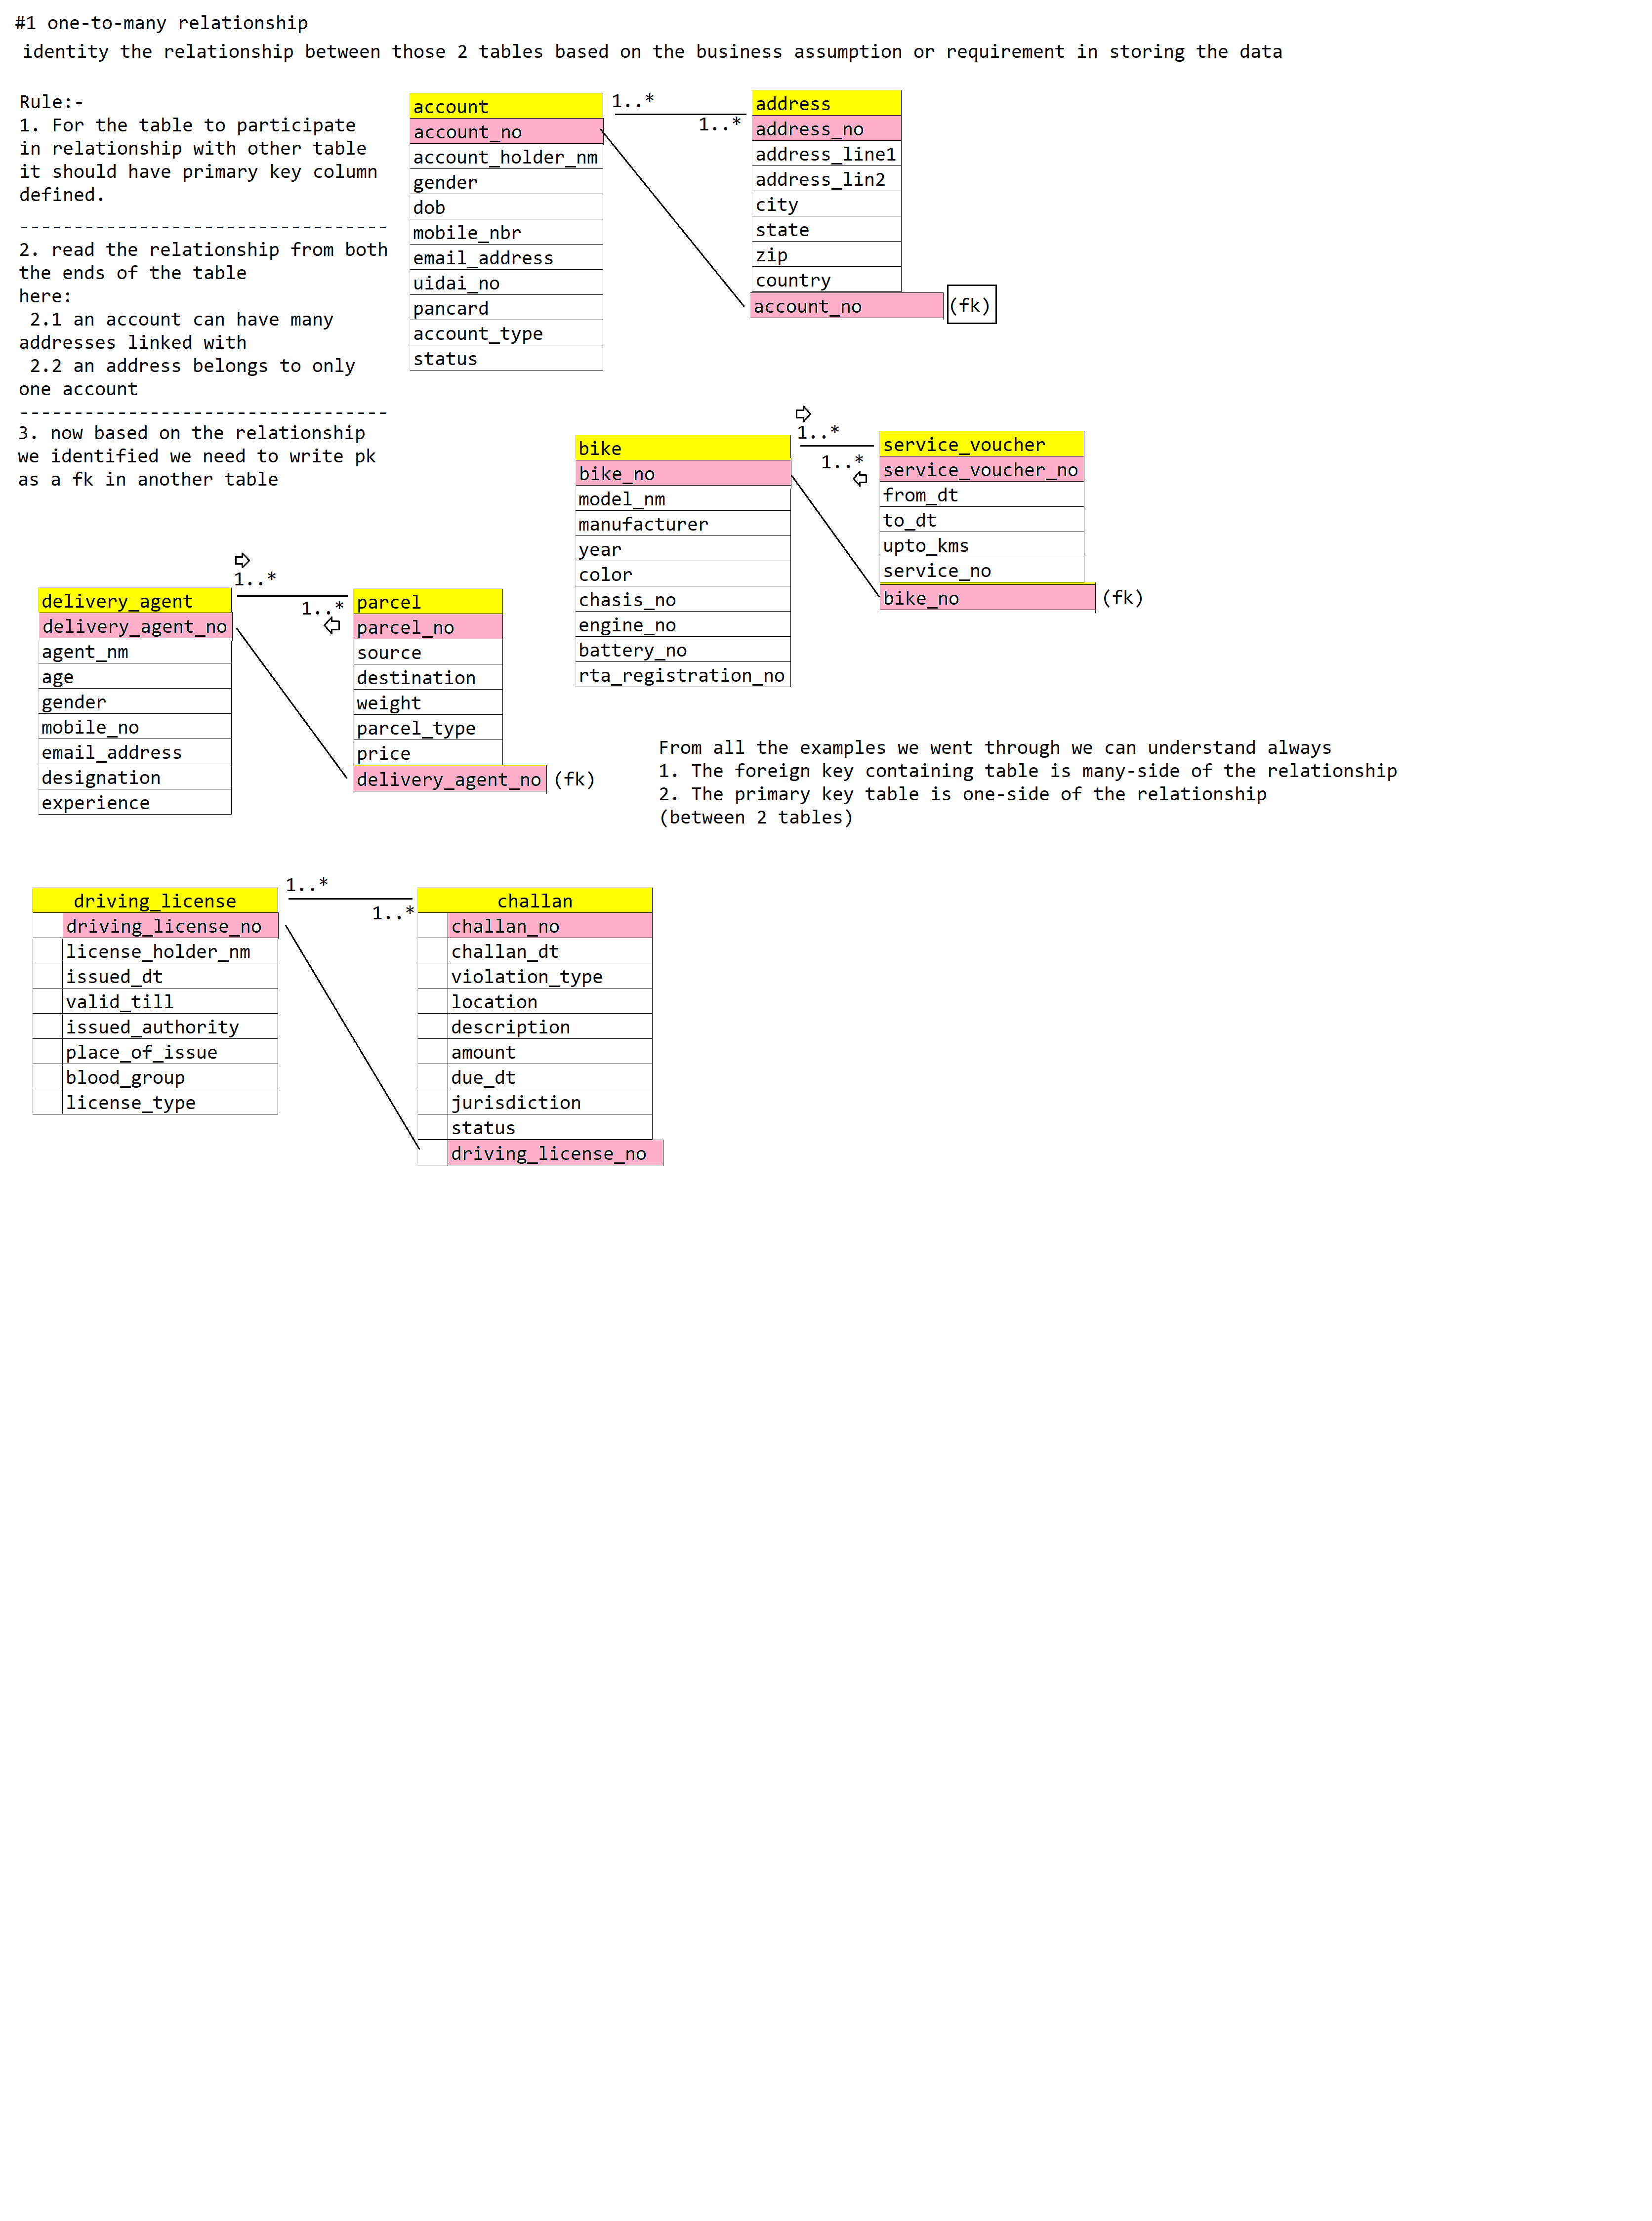 #1 one-to-many relationship
identity the relationship between those 2 tables based on the business assumption or requirement in storing the data
Rule:-
1. For the table to participate
in relationship with other table
it should have primary key column
defined.
----------------------------------
2. read the relationship from both
the ends of the table
here:
2.1 an account can have many
addresses linked with
2.2 an address belongs to only
one account
----------------------------------
3. now based on the relationship
we identified we need to write pk
as a fk in another table
account
account_no
account_holder_nm
gender
dob
mobile_nbr
email_address
uidai_no
pancard
account_type
status
1..*
1..*
address
address_no
address_line1
address_lin2
city
state
zip
country
account_no
(fk)
bike
bike_no
model_nm
manufacturer
year
color
chasis_no
engine_no
battery_no
rta_registration_no
1..*
1..*
service_voucher
service_voucher_no
from_dt
to_dt
upto_kms
service_no
bike_no
(fk)
delivery_agent
delivery_agent_no
agent_nm
age
gender
mobile_no
email_address
designation
experience
1..*
1..*
parcel
parcel_no
source
destination
weight
parcel_type
price
delivery_agent_no
(fk)
From all the examples we went through we can understand always
1. The foreign key containing table is many-side of the relationship
2. The primary key table is one-side of the relationship
(between 2 tables)
driving_license
driving_license_no
license_holder_nm
issued_dt
valid_till
issued_authority
place_of_issue
blood_group
license_type
1..*
1..*
challan
challan_no
challan_dt
violation_type
location
description
amount
due_dt
jurisdiction
status
driving_license_no